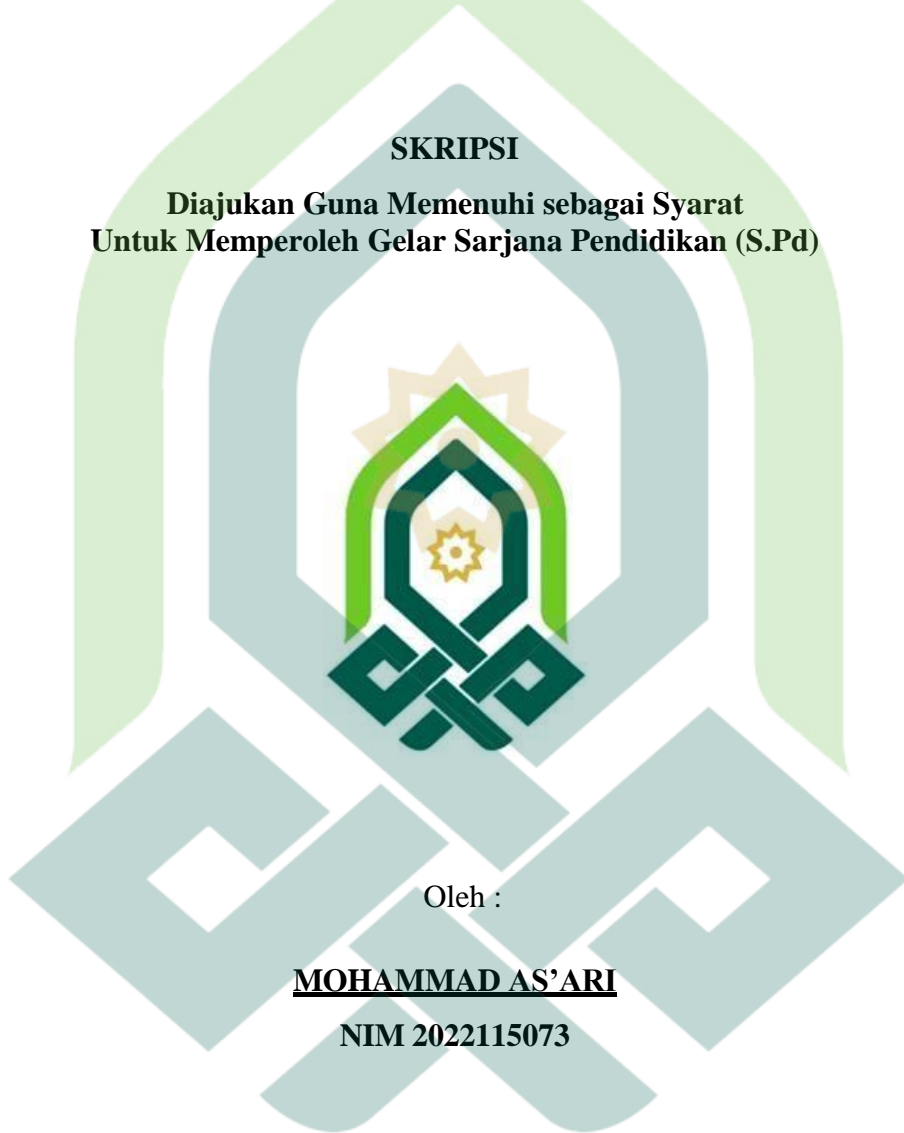 SKRIPSI
Diajukan Guna Memenuhi sebagai Syarat
Untuk Memperoleh Gelar Sarjana Pendidikan (S.Pd)
Oleh :
MOHAMMAD AS’ARI
NIM 2022115073